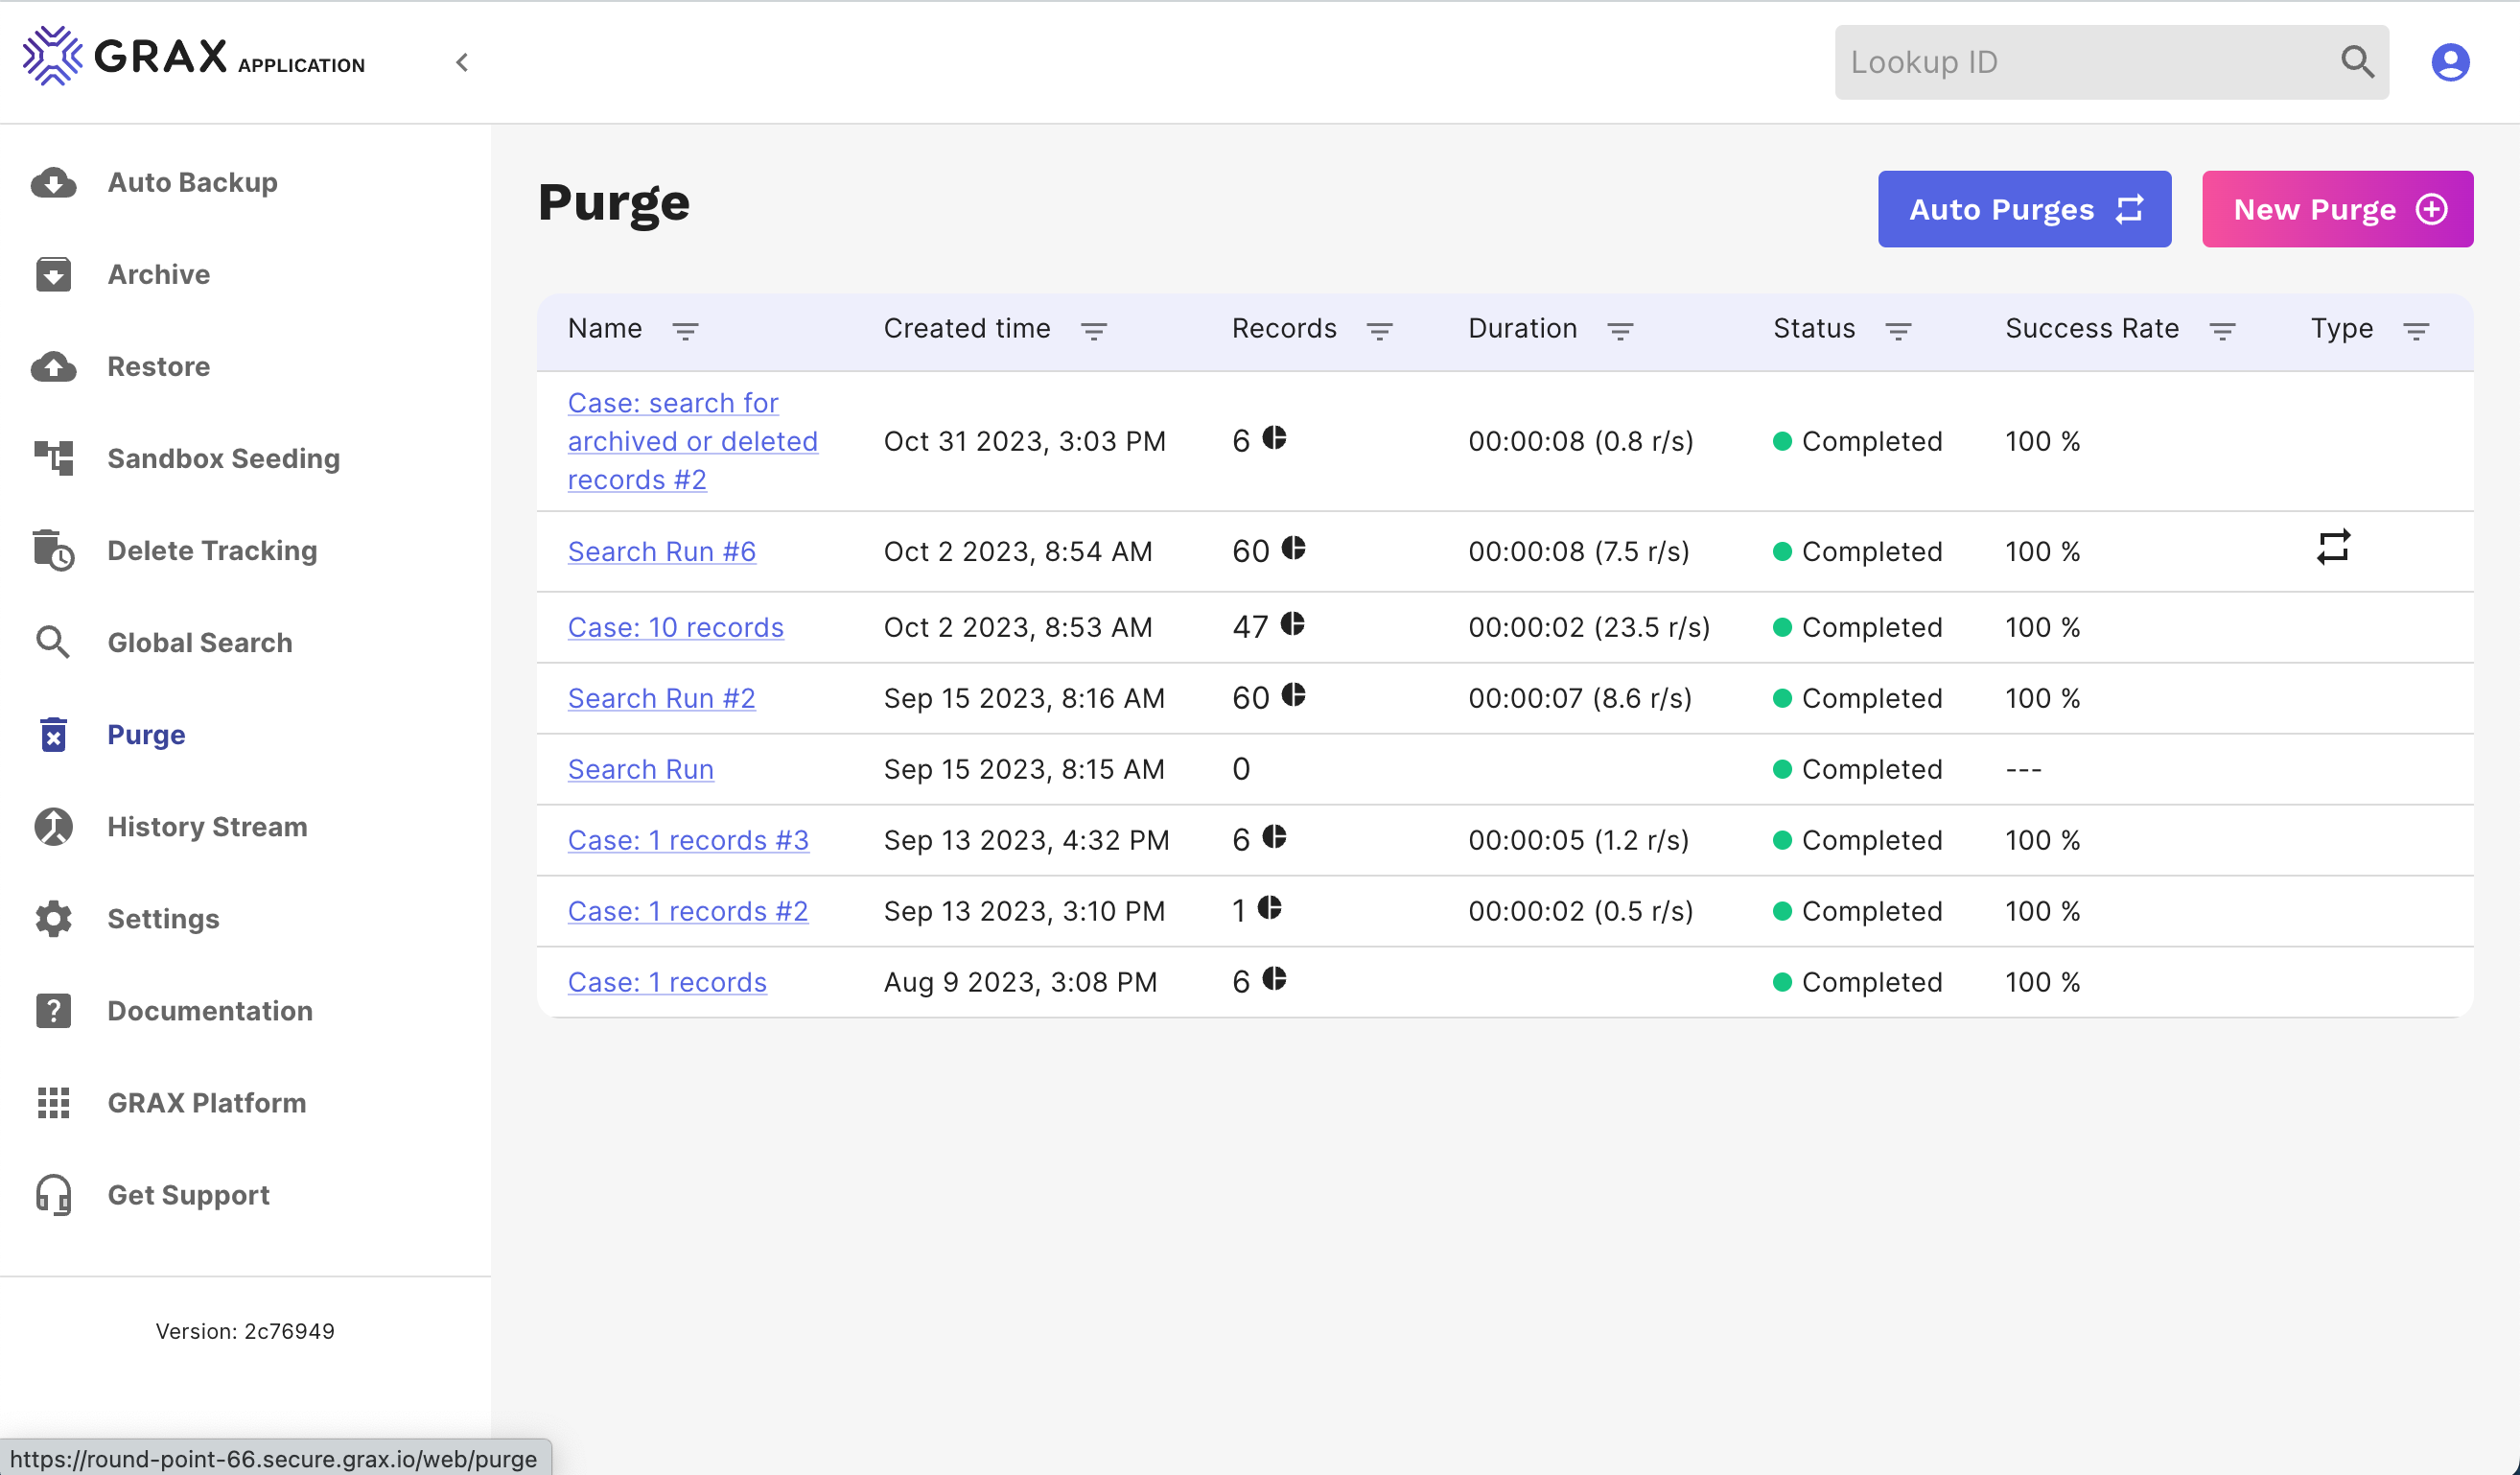 GRAX APPLICATION
Lookup ID
Auto Backup
Archive
Restore
Sandbox Seeding
Delete Tracking
Global Search
Purge
History Stream
Settings
Documentation
GRAX Platform
Get Support
Version: 2c76949
Purge
Auto Purges
New Purge
Name Created time Records Duration Status Success Rate Type
Case: search for
archived or deleted
records #2
Oct 31 2023, 3:03 PM 6 00:00:08 (0.8 r/s) Completed 100 %
Search Run #6 Oct 2 2023, 8:54 AM 60 00:00:08 (7.5 r/s) Completed 100 %
Case: 10 records Oct 2 2023, 8:53 AM 47 00:00:02 (23.5 r/s) Completed 100 %
Search Run #2 Sep 15 2023, 8:16 AM 60 00:00:07 (8.6 r/s) Completed 100 %
Search Run Sep 15 2023, 8:15 AM 0 Completed ---
Case: 1 records #3 Sep 13 2023, 4:32 PM 6 00:00:05 (1.2 r/s) Completed 100 %
Case: 1 records #2 Sep 13 2023, 3:10 PM 1 00:00:02 (0.5 r/s) Completed 100 %
Case: 1 records Aug 9 2023, 3:08 PM 6 Completed 100 %
https://round-point-66.secure.grax.io/web/purge